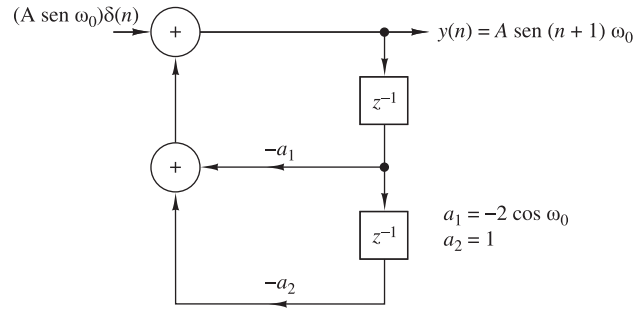 (A sen ω₀)δ(n)
+
y(n) = A sen (n + 1) ω₀
z⁻¹
+
−a₁
z⁻¹
a₁ = −2 cos ω₀
a₂ = 1
−a₂